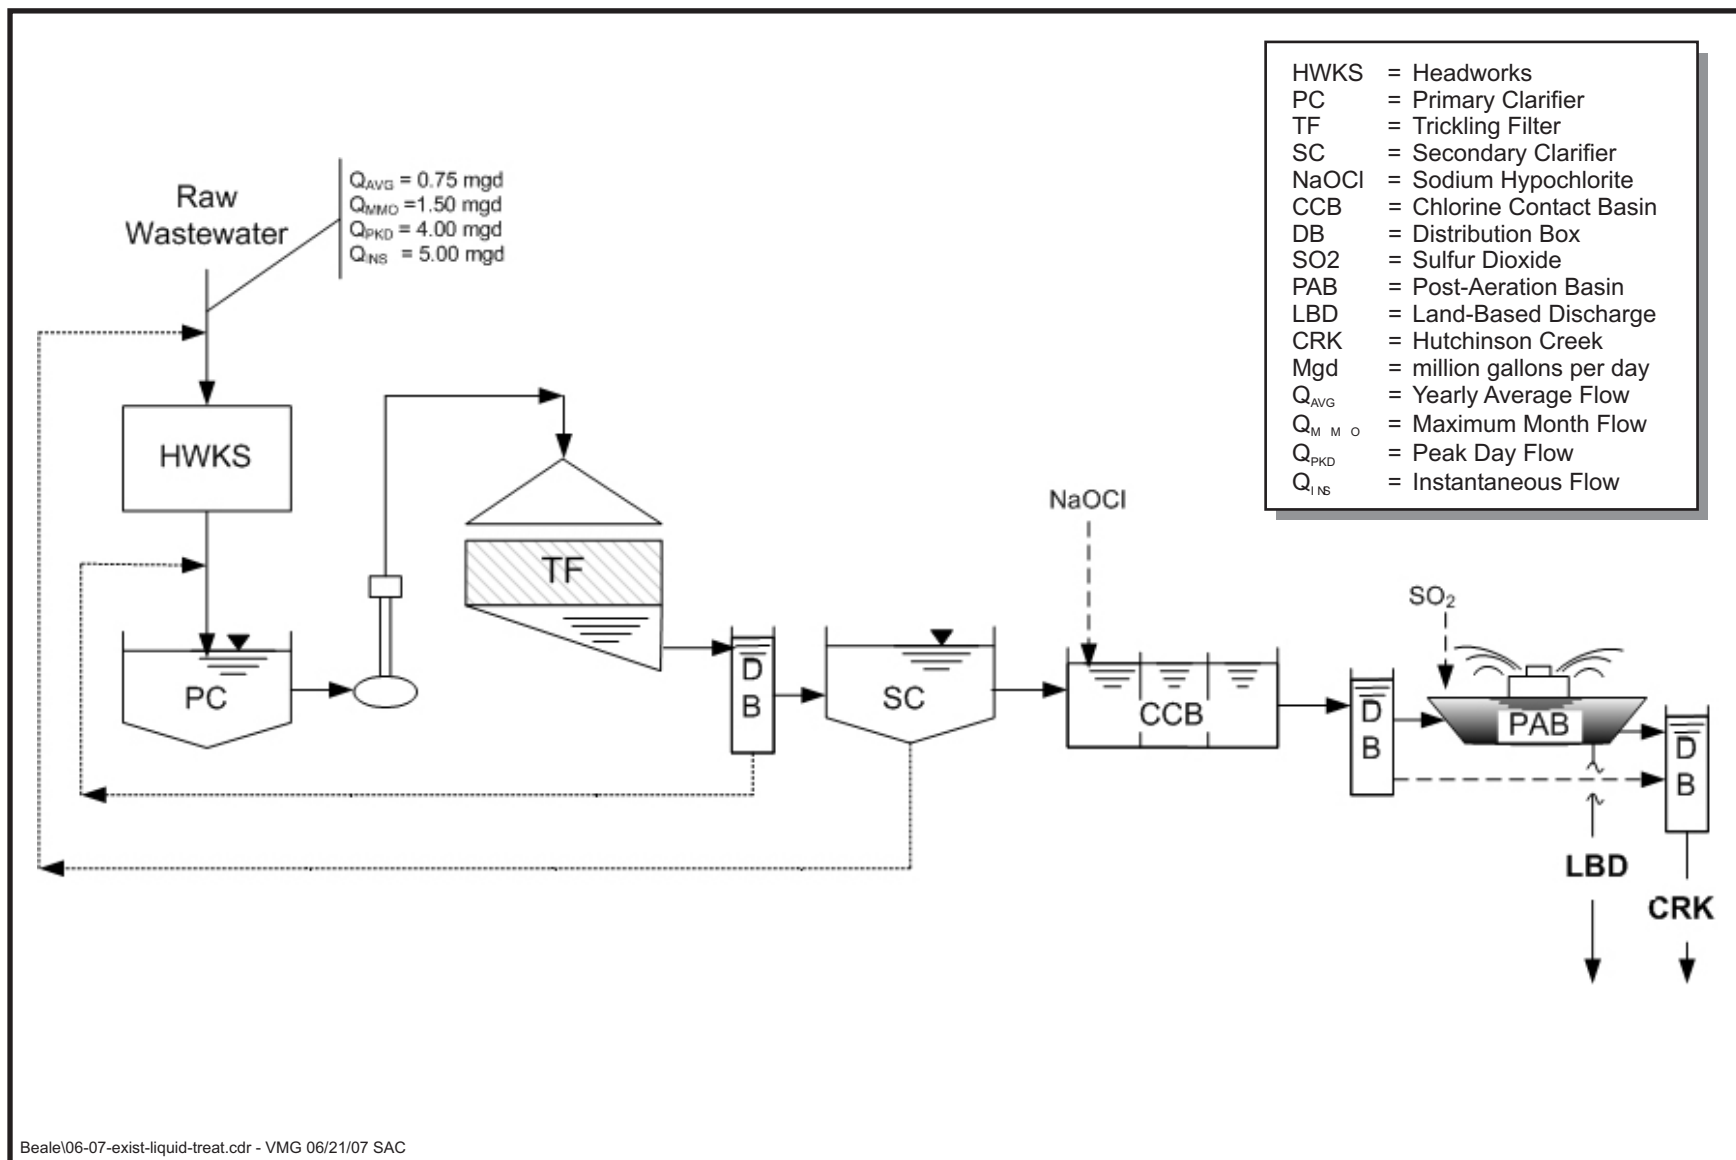 HWKS = Headworks
PC = Primary Clarifier
TF = Trickling Filter
SC = Secondary Clarifier
NaOCl = Sodium Hypochlorite
CCB = Chlorine Contact Basin
DB = Distribution Box
SO2 = Sulfur Dioxide
PAB = Post-Aeration Basin
LBD = Land-Based Discharge
CRK = Hutchinson Creek
Mgd = million gallons per day
QAVG = Yearly Average Flow
QM M O = Maximum Month Flow
QPKD = Peak Day Flow
QINS = Instantaneous Flow
Raw
Wastewater
QAVG = 0.75 mgd
QMMO =1.50 mgd
QPKD = 4.00 mgd
QINS = 5.00 mgd
HWKS
PC
TF
D
B
SC
NaOCl
CCB
D
B
SO2
PAB
D
B
LBD
CRK
Beale\06-07-exist-liquid-treat.cdr - VMG 06/21/07 SAC